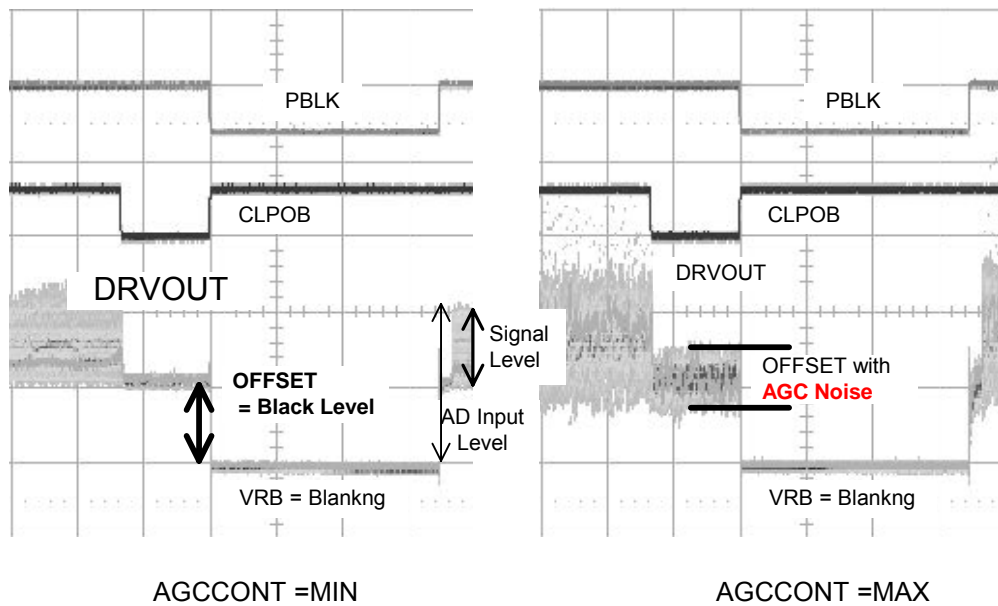 PBLK
CLPOB
DRVOUT
Signal
Level
OFFSET
= Black Level
AD Input
Level
VRB = Blankng
AGCCONT =MIN
PBLK
CLPOB
DRVOUT
OFFSET with
AGC Noise
VRB = Blankng
AGCCONT =MAX